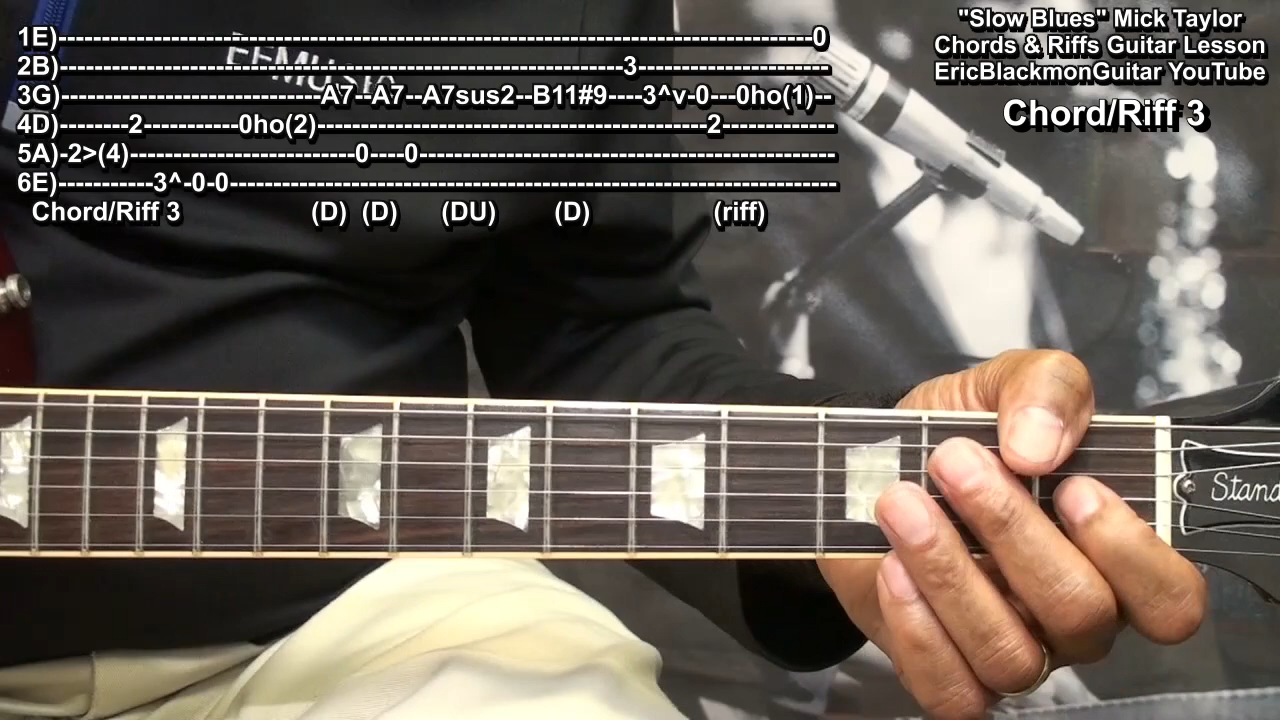 "Slow Blues" Mick Taylor
Chords & Riffs Guitar Lesson
EricBlackmonGuitar YouTube
Chord/Riff 3
1E)--------------------------------------------------------------------------------------------------------0
2B)------------------------------------------------------------------------------3---------------------------
3G)-----------------------------------A7--A7--A7sus2--B11#9----3^v-0---0ho(1)--
4D)--------2------------0ho(2)---------------------------------------------------2---------------
5A)-2>(4)-----------------------------0----0-----------------------------------------------------
6E)------------3^-0-0-----------------------------------------------------------------------------
Chord/Riff 3 (D) (D) (DU) (D) (riff)
EEMUSIC
Stand